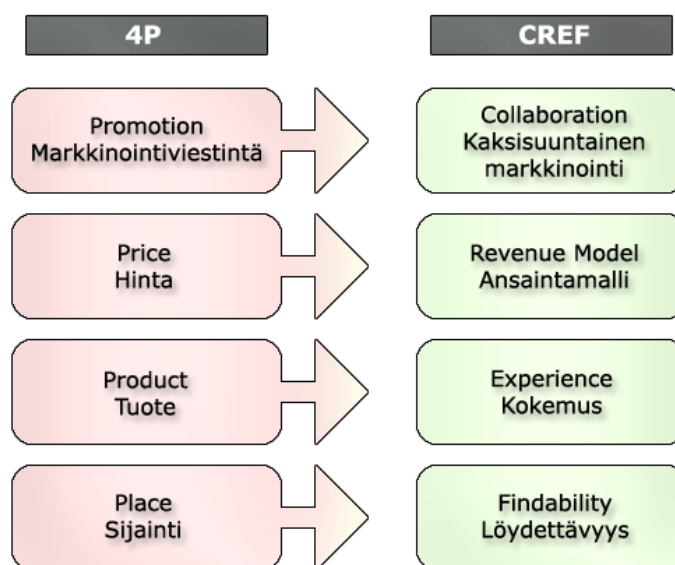 4P
CREF
Promotion
Markkinointiviestintä
Collaboration
Kaksisuuntainen
markkinointi
Price
Hinta
Revenue Model
Ansaintamalli
Product
Tuote
Experience
Kokemus
Place
Sijainti
Findability
Löydettävyys